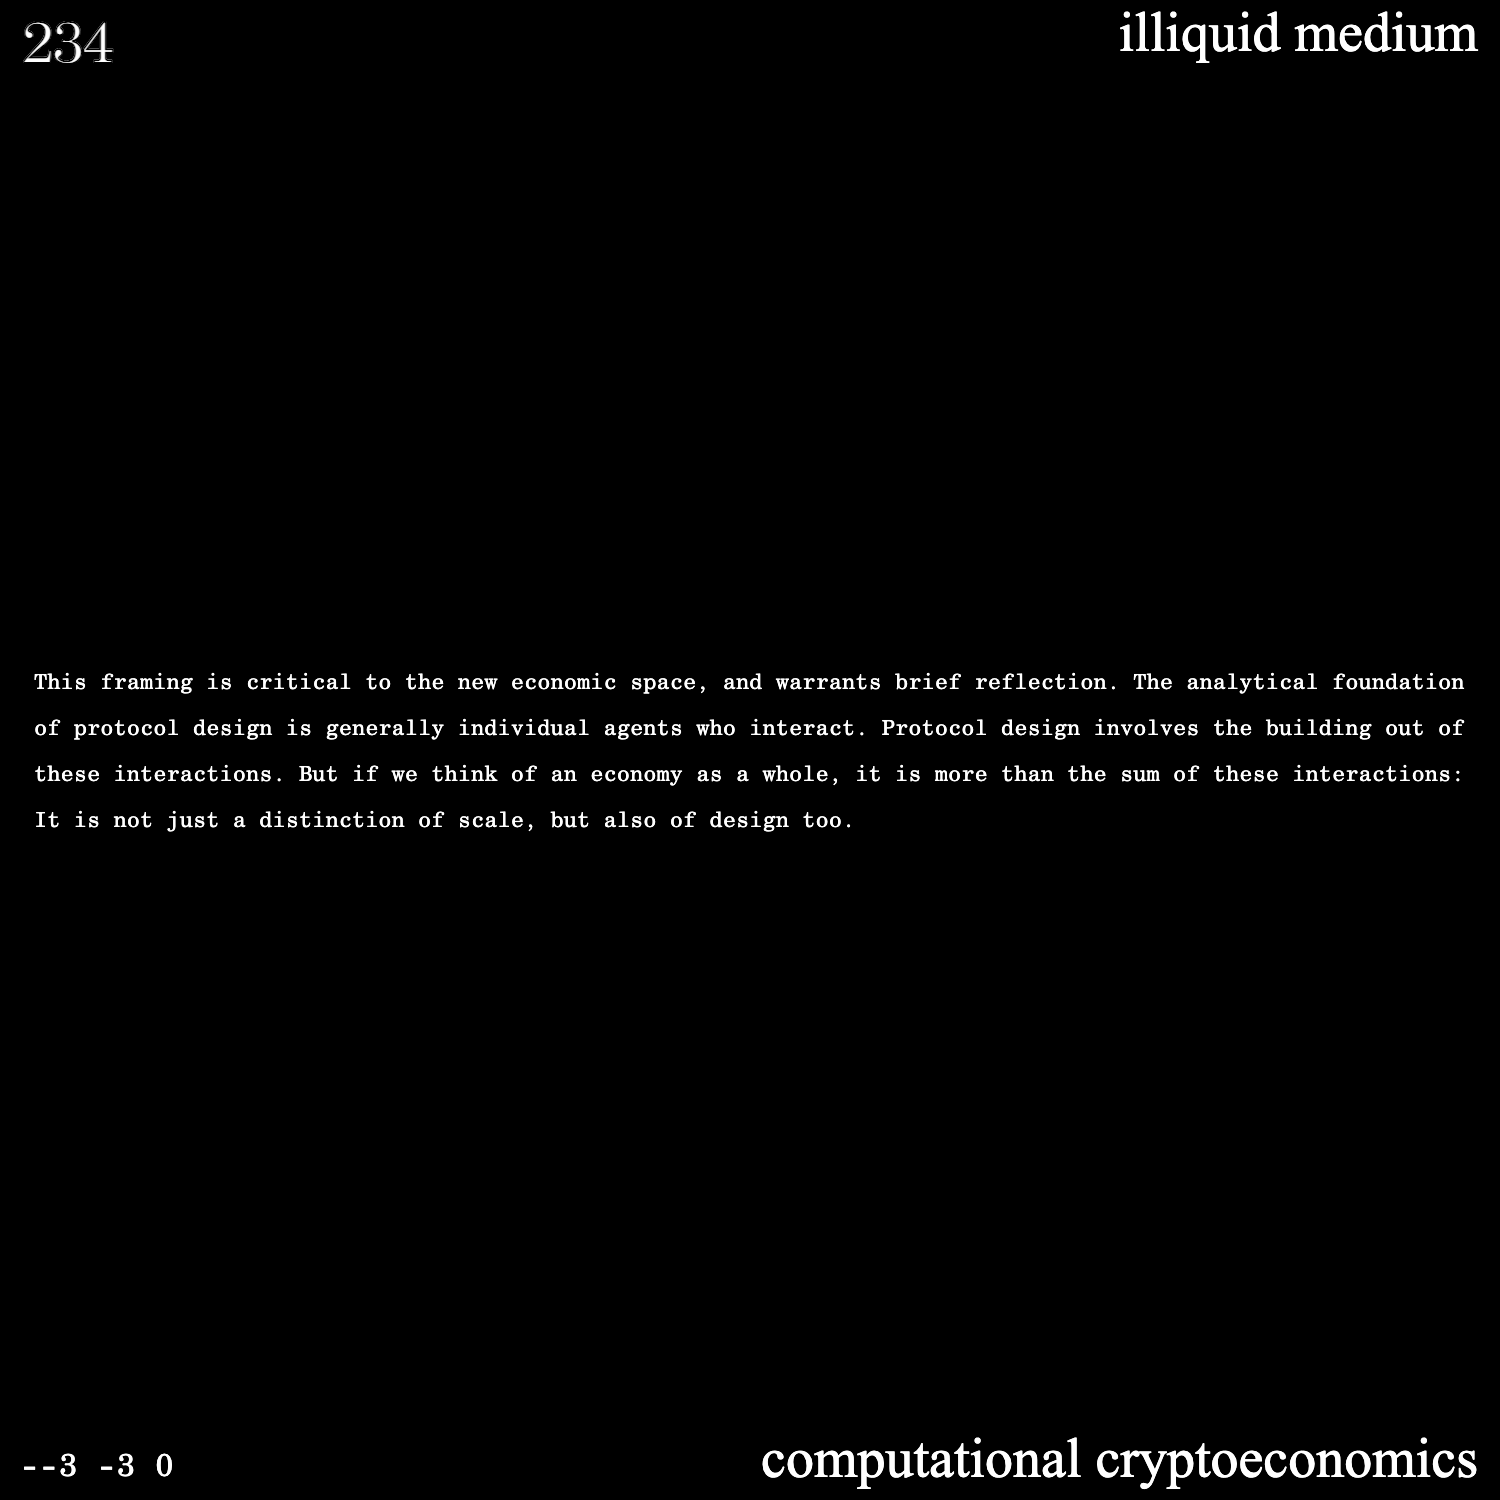 234
illiquid medium
This framing is critical to the new economic space, and warrants brief reflection. The analytical foundation
of protocol design is generally individual agents who interact. Protocol design involves the building out of
these interactions. But if we think of an economy as a whole, it is more than the sum of these interactions:
It is not just a distinction of scale, but also of design too.
--3 -3 0
computational cryptoeconomics